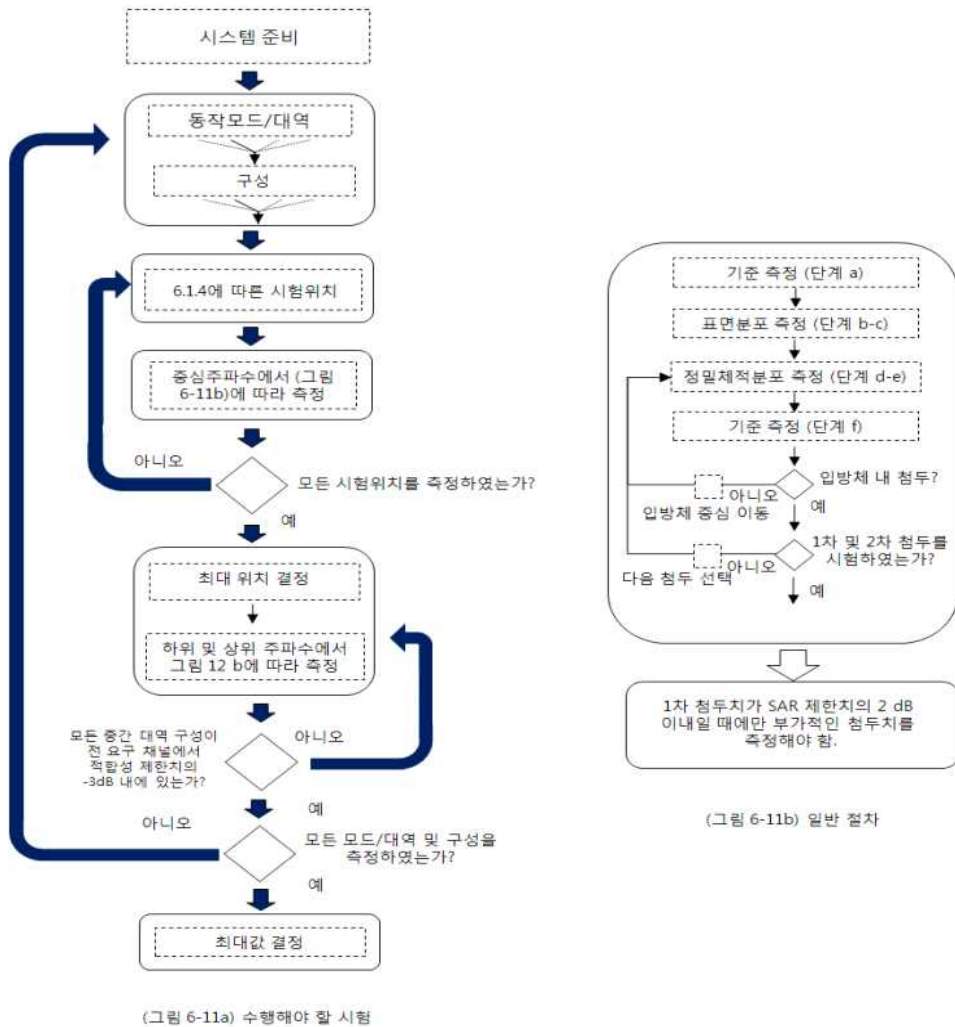 시스템 준비
동작모드/대역
구성
6.1.4에 따른 시험위치
중심주파수에서 (그림
6-11b)에 따라 측정
아니오
모든 시험위치를 측정하였는가?
예
최대 위치 결정
하위 및 상위 주파수에서
그림 12 b에 따라 측정
모든 중간 대역 구성이
전 요구 채널에서
적합성 제한치의
-3dB 내에 있는가?
아니오
예
아니오
모든 모드/대역 및 구성을
측정하였는가?
예
최대값 결정
(그림 6-11a) 수행해야 할 시험
기준 측정 (단계 a)
표면분포 측정 (단계 b-c)
정밀체적분포 측정 (단계 d-e)
기준 측정 (단계 f)
입방체 내 첨두?
아니오
입방체 중심 이동
예
1차 및 2차 첨두를
시험하였는가?
아니오
다음 첨두 선택
예
1차 첨두치가 SAR 제한치의 2 dB
이내일 때에만 부가적인 첨두치를
측정해야 함.
(그림 6-11b) 일반 절차